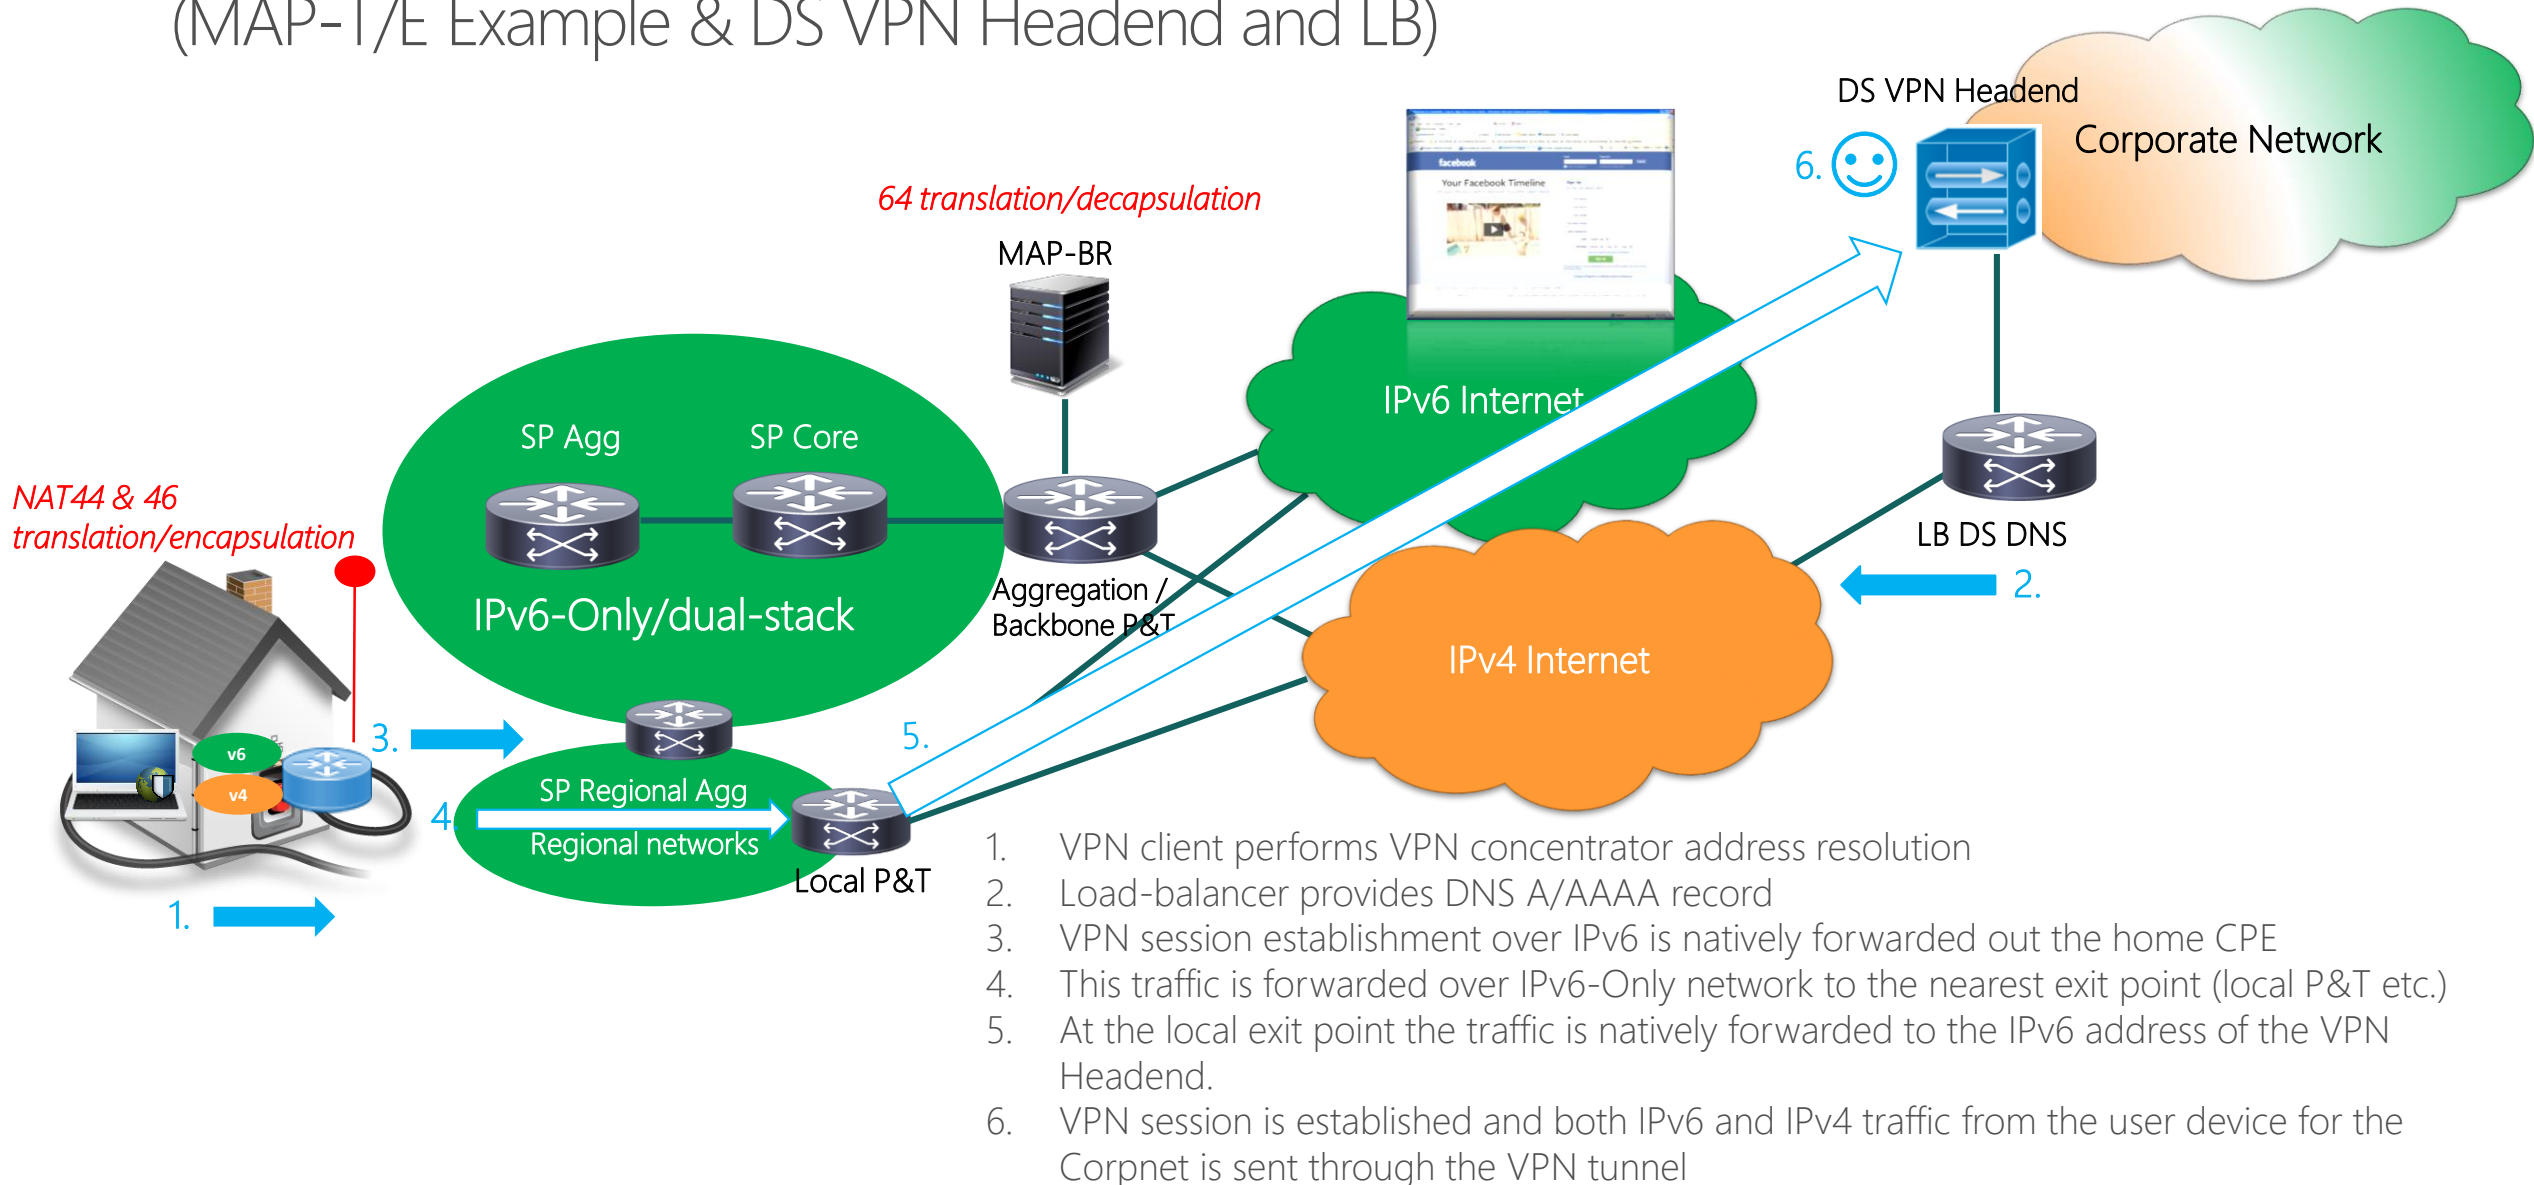 (MAP-T/E Example & DS VPN Headend and LB)
DS VPN Headend
Corporate Network
6.
facebook
Your Facebook Timeline
64 translation/decapsulation
MAP-BR
IPv6 Internet
SP Agg
SP Core
NAT44 & 46
translation/encapsulation
LB DS DNS
2.
Aggregation /
Backbone P&T
IPv6-Only/dual-stack
IPv4 Internet
3.
5.
v6
v4
SP Regional Agg
4.
Regional networks
Local P&T
1.
1. VPN client performs VPN concentrator address resolution
2. Load-balancer provides DNS A/AAAA record
3. VPN session establishment over IPv6 is natively forwarded out the home CPE
4. This traffic is forwarded over IPv6-Only network to the nearest exit point (local P&T etc.)
5. At the local exit point the traffic is natively forwarded to the IPv6 address of the VPN
Headend.
6. VPN session is established and both IPv6 and IPv4 traffic from the user device for the
Corpnet is sent through the VPN tunnel